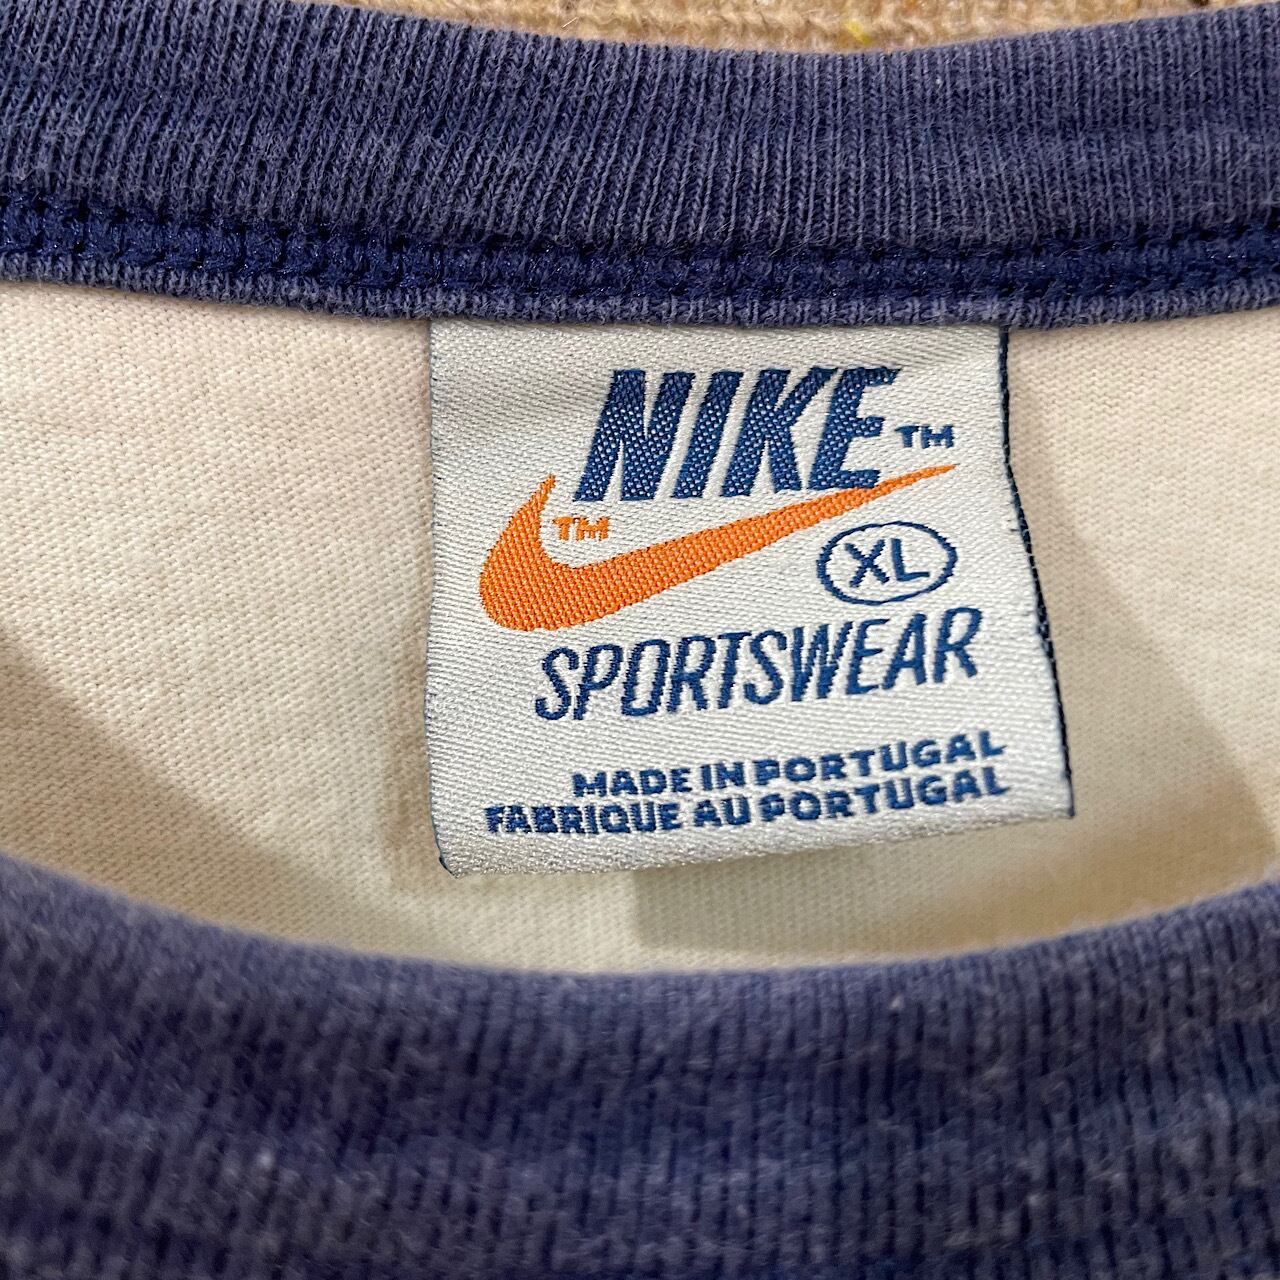 NIKE™
™
XL
SPORTSWEAR
MADE IN PORTUGAL
FABRIQUE AU PORTUGAL